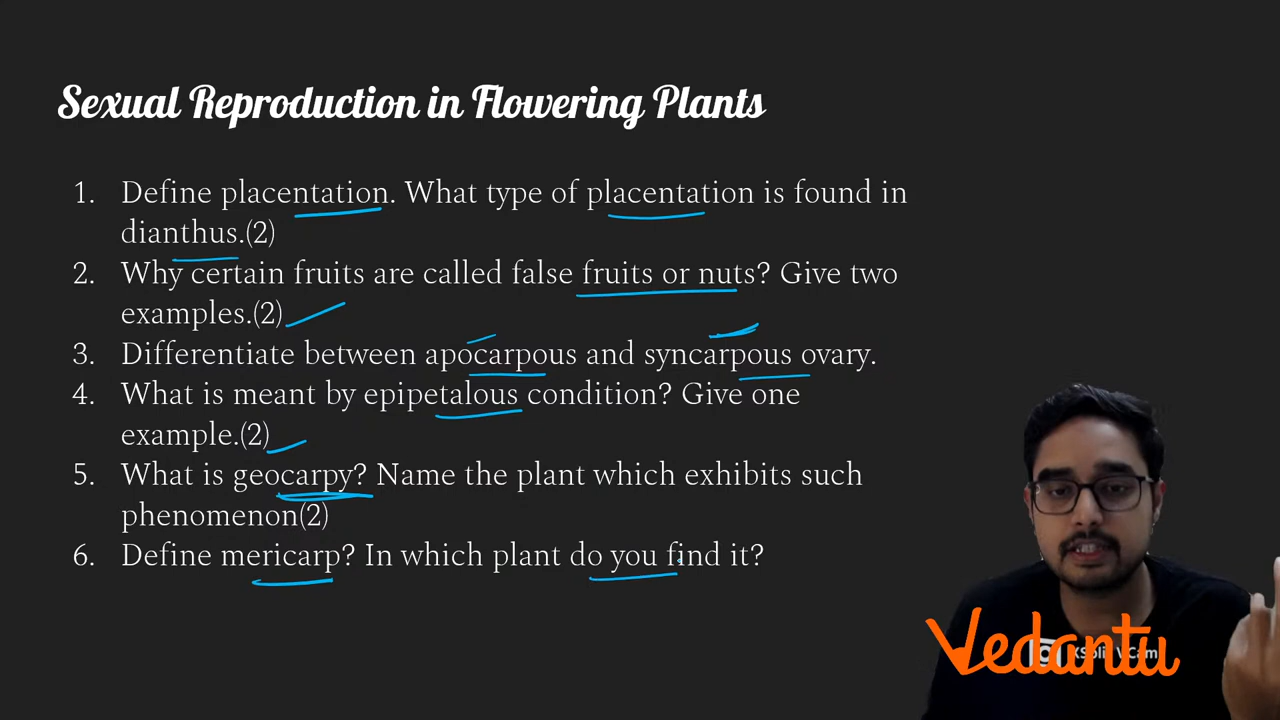 Sexual Reproduction in Flowering Plants
1. Define placentation. What type of placentation is found in
dianthus.(2)
2. Why certain fruits are called false fruits or nuts? Give two
examples.(2)
3. Differentiate between apocarpous and syncarpous ovary.
4. What is meant by epipetalous condition? Give one
example.(2)
5. What is geocarpy? Name the plant which exhibits such
phenomenon(2)
6. Define mericarp? In which plant do you find it?
Vedantu